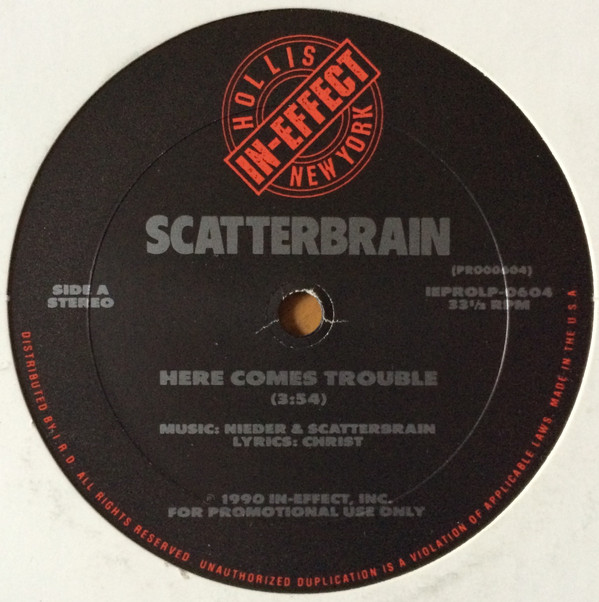 HOLLIS
IN-EFFECT
NEW YORK
SCATTERBRAIN
(PRO00604)
SIDE A
STEREO
IEPROLP-0604
33⅓ RPM
HERE COMES TROUBLE
(3:54)
MUSIC: NIEDER & SCATTERBRAIN
LYRICS: CHRIST
℗ 1990 IN-EFFECT, INC.
FOR PROMOTIONAL USE ONLY
DISTRIBUTED BY I.R.D. ALL RIGHTS RESERVED. UNAUTHORIZED DUPLICATION IS A VIOLATION OF APPLICABLE LAWS. MADE IN THE U.S.A